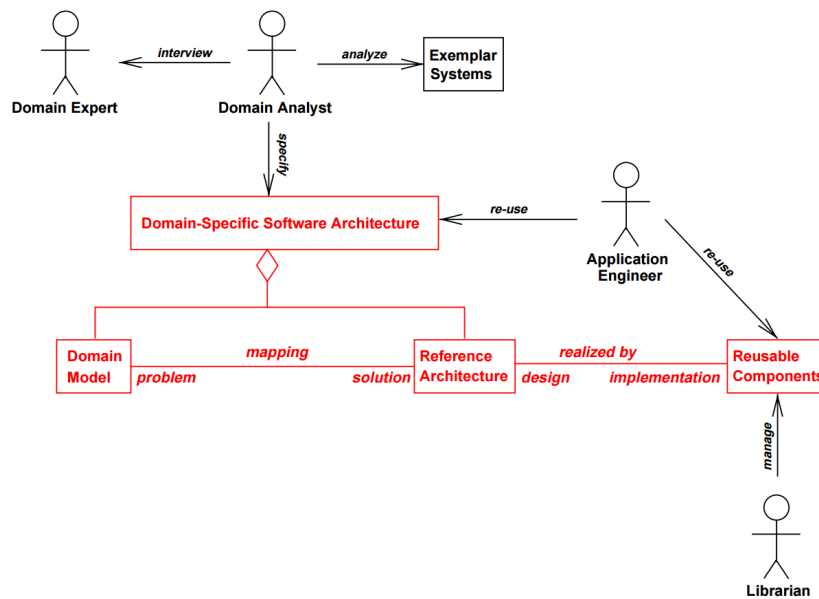 interview
analyze
Exemplar
Systems
Domain Expert
Domain Analyst
specify
Domain-Specific Software Architecture
re-use
Application
Engineer
re-use
Domain
Model
mapping
problem
solution
Reference
Architecture
realized by
design
implementation
Reusable
Components
manage
Librarian